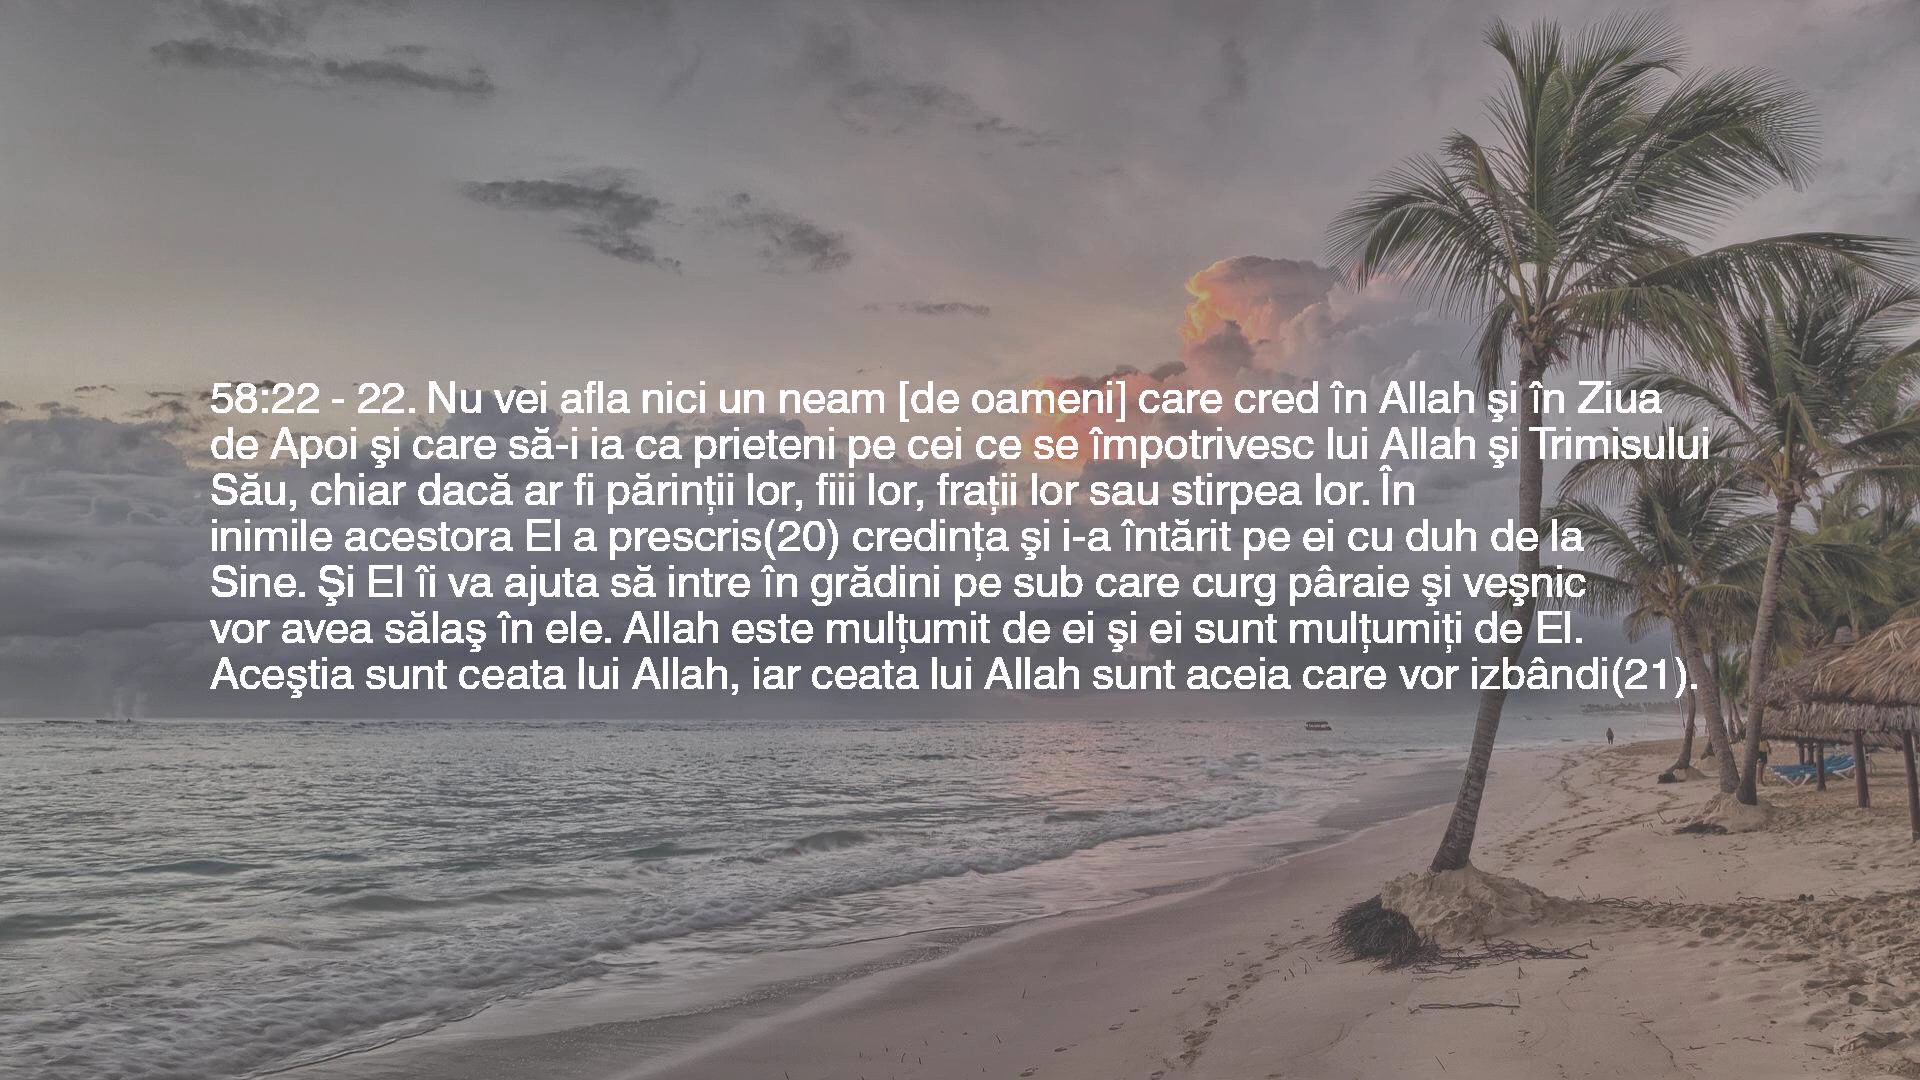 58:22 - 22. Nu vei afla nici un neam [de oameni] care cred în Allah şi în Ziua
de Apoi şi care să-i ia ca prieteni pe cei ce se împotrivesc lui Allah şi Trimisului
Său, chiar dacă ar fi părinţii lor, fiii lor, fraţii lor sau stirpea lor. În
inimile acestora El a prescris(20) credinţa şi i-a întărit pe ei cu duh de la
Sine. Şi El îi va ajuta să intre în grădini pe sub care curg pâraie şi veşnic
vor avea sălaş în ele. Allah este mulţumit de ei şi ei sunt mulţumiţi de El.
Aceştia sunt ceata lui Allah, iar ceata lui Allah sunt aceia care vor izbândi(21).